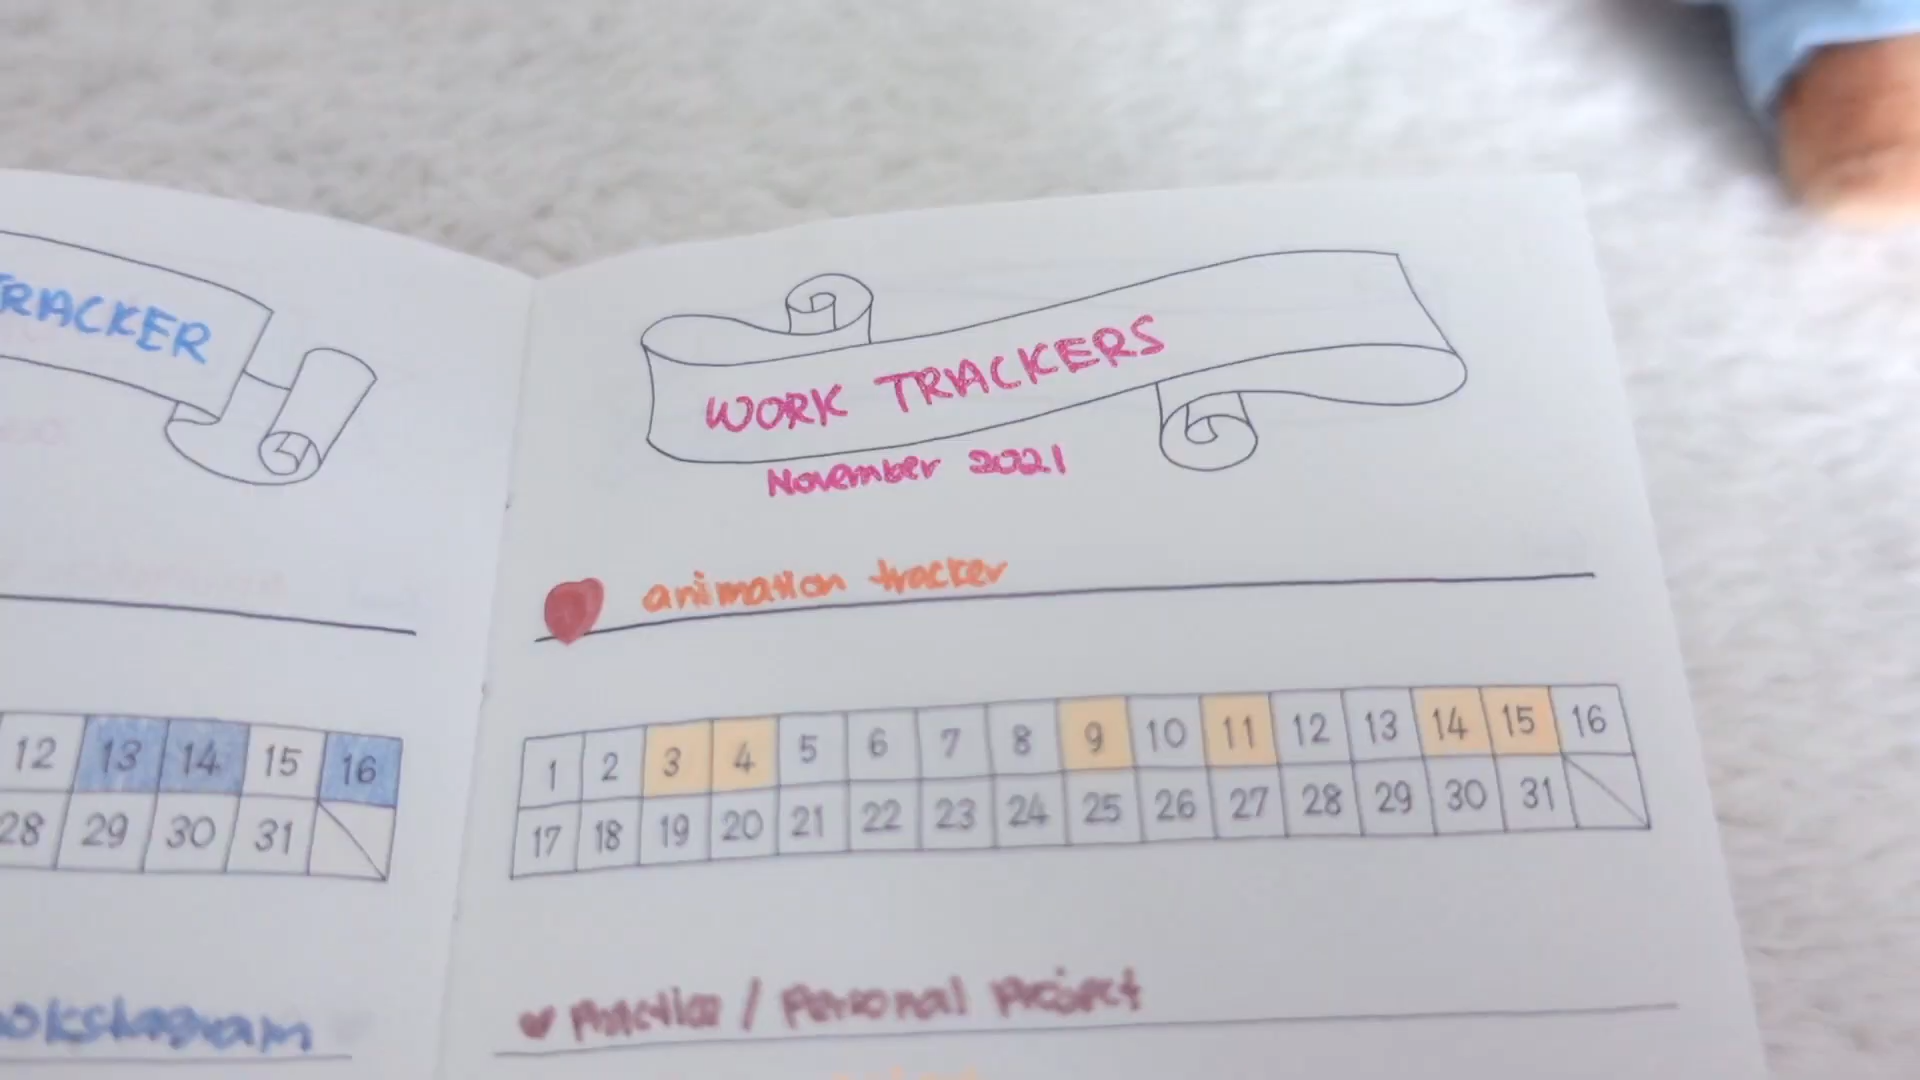 TRACKER
12 13 14 15 16
28 29 30 31
WORK TRACKERS
November 2021
animation tracker
1 2 3 4 5 6 7 8 9 10 11 12 13 14 15 16
17 18 19 20 21 22 23 24 25 26 27 28 29 30 31
Practice / Personal Project